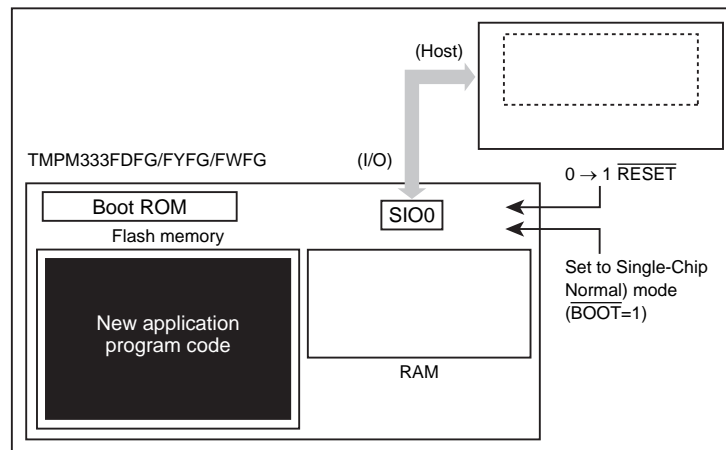 (Host)
TMPM333FDFG/FYFG/FWFG
(I/O)
0 → 1 RESET
Boot ROM
SIO0
Flash memory
Set to Single-Chip
Normal) mode
(BOOT=1)
New application
program code
RAM